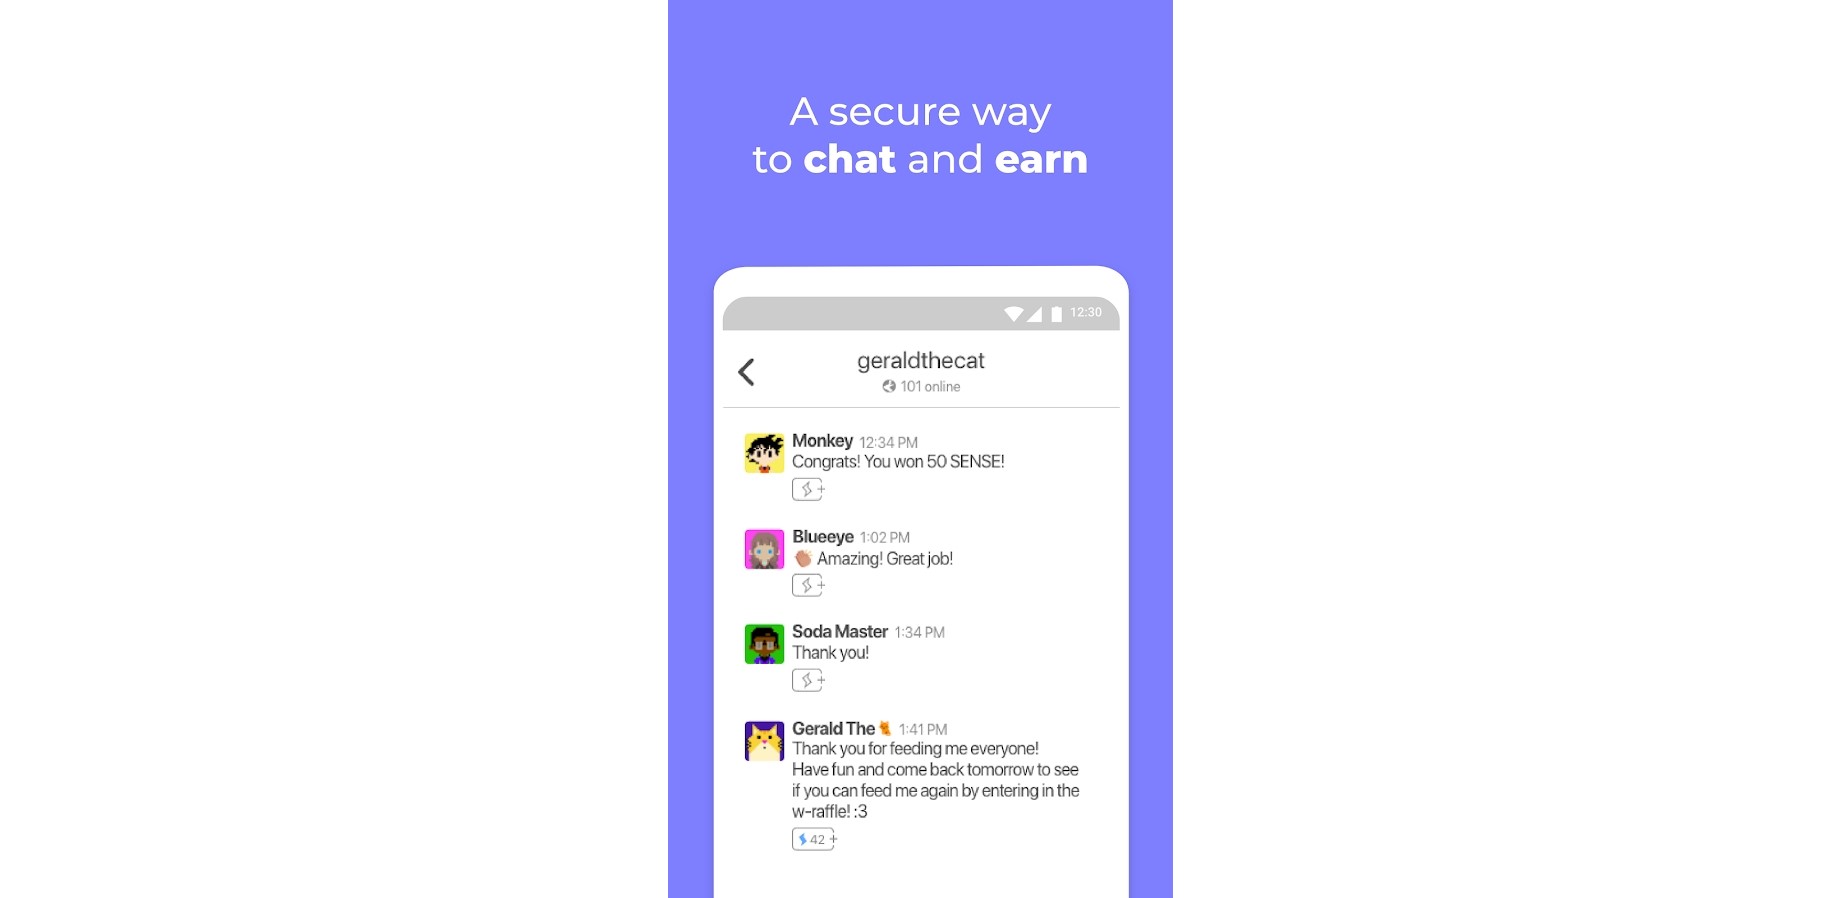 A secure way
to chat and earn
12:30
geraldthecat
101 online
Monkey 12:34 PM
Congrats! You won 50 SENSE!
Blueeye 1:02 PM
👏🏽 Amazing! Great job!
Soda Master 1:34 PM
Thank you!
Gerald The 🐈 1:41 PM
Thank you for feeding me everyone!
Have fun and come back tomorrow to see
if you can feed me again by entering in the
w-raffle! :3
42 +